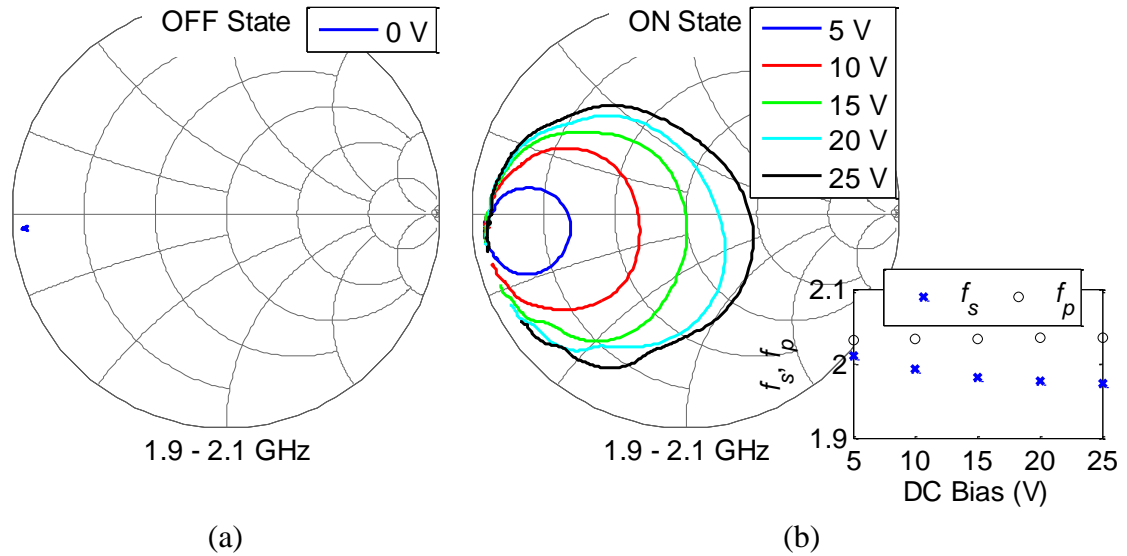 OFF State
0 V
1.9 - 2.1 GHz
(a)
ON State
5 V
10 V
15 V
20 V
25 V
1.9 - 2.1 GHz
f_s f_p
f_s, f_p
2.1
2
1.9
5 10 15 20 25
DC Bias (V)
(b)